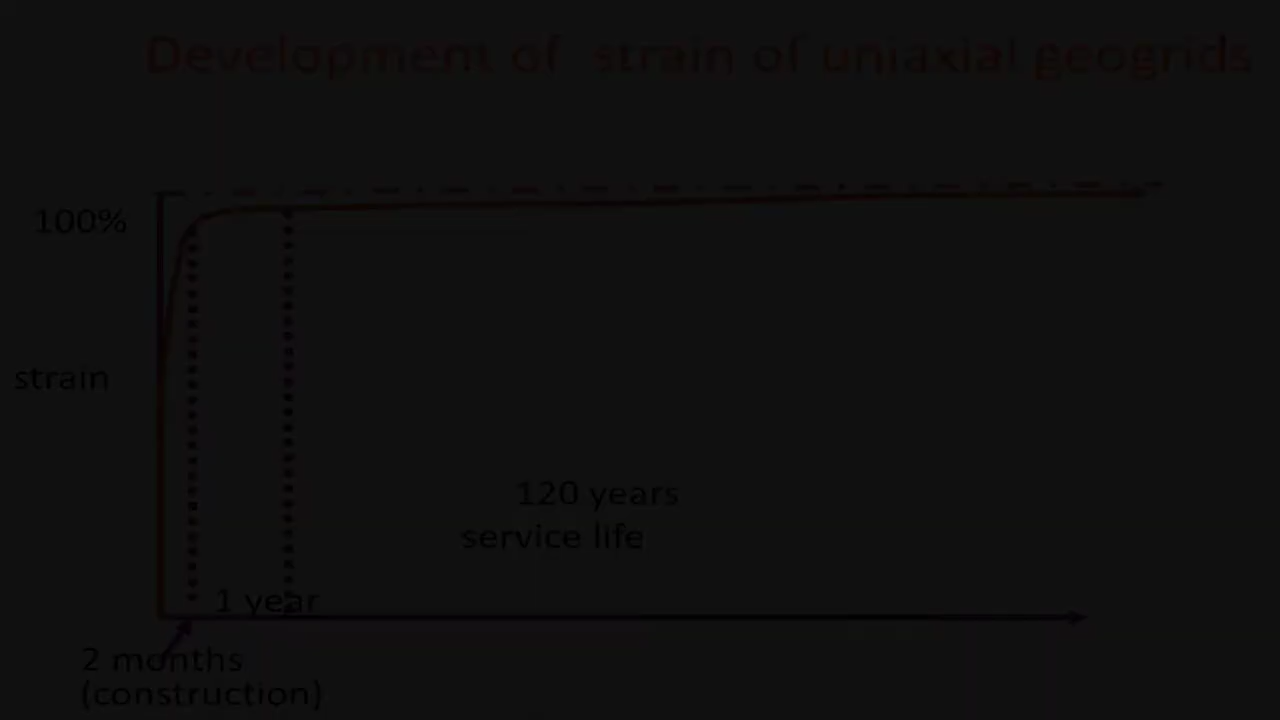 Development of strain of uniaxial geogrids
100%
strain
120 years
service life
1 year
2 months
(construction)